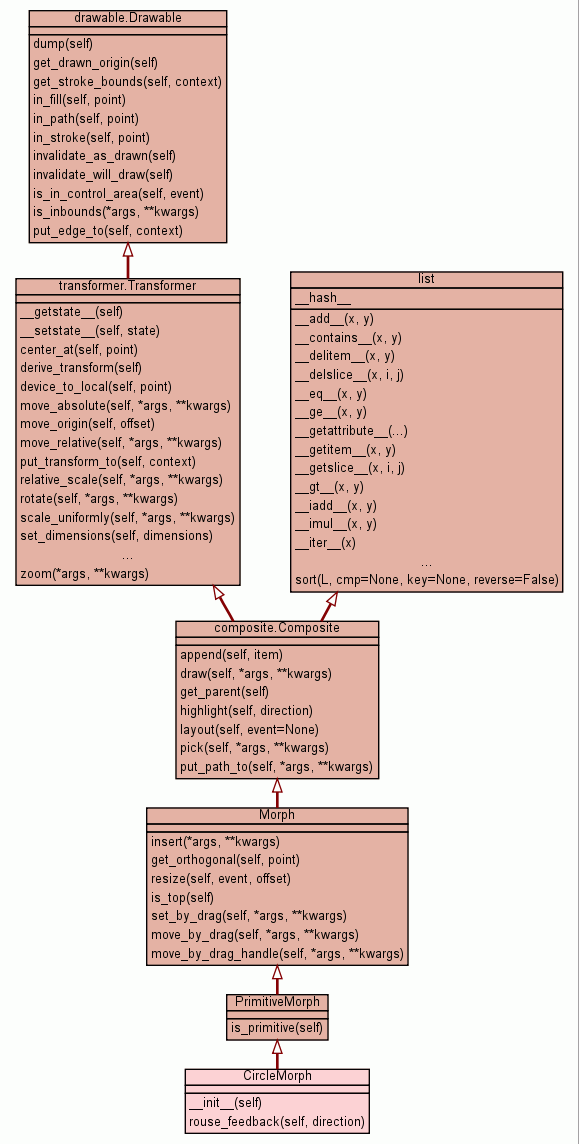 drawable.Drawable
dump(self)
get_drawn_origin(self)
get_stroke_bounds(self, context)
in_fill(self, point)
in_path(self, point)
in_stroke(self, point)
invalidate_as_drawn(self)
invalidate_will_draw(self)
is_in_control_area(self, event)
is_inbounds(*args, **kwargs)
put_edge_to(self, context)
transformer.Transformer
__getstate__(self)
__setstate__(self, state)
center_at(self, point)
derive_transform(self)
device_to_local(self, point)
move_absolute(self, *args, **kwargs)
move_origin(self, offset)
move_relative(self, *args, **kwargs)
put_transform_to(self, context)
relative_scale(self, *args, **kwargs)
rotate(self, *args, **kwargs)
scale_uniformly(self, *args, **kwargs)
set_dimensions(self, dimensions)
...
zoom(*args, **kwargs)
list
__hash__
__add__(x, y)
__contains__(x, y)
__delitem__(x, y)
__delslice__(x, i, j)
__eq__(x, y)
__ge__(x, y)
__getattribute__(...)
__getitem__(x, y)
__getslice__(x, i, j)
__gt__(x, y)
__iadd__(x, y)
__imul__(x, y)
__iter__(x)
...
sort(L, cmp=None, key=None, reverse=False)
composite.Composite
append(self, item)
draw(self, *args, **kwargs)
get_parent(self)
highlight(self, direction)
layout(self, event=None)
pick(self, *args, **kwargs)
put_path_to(self, *args, **kwargs)
Morph
insert(*args, **kwargs)
get_orthogonal(self, point)
resize(self, event, offset)
is_top(self)
set_by_drag(self, *args, **kwargs)
move_by_drag(self, *args, **kwargs)
move_by_drag_handle(self, *args, **kwargs)
PrimitiveMorph
is_primitive(self)
CircleMorph
__init__(self)
rouse_feedback(self, direction)